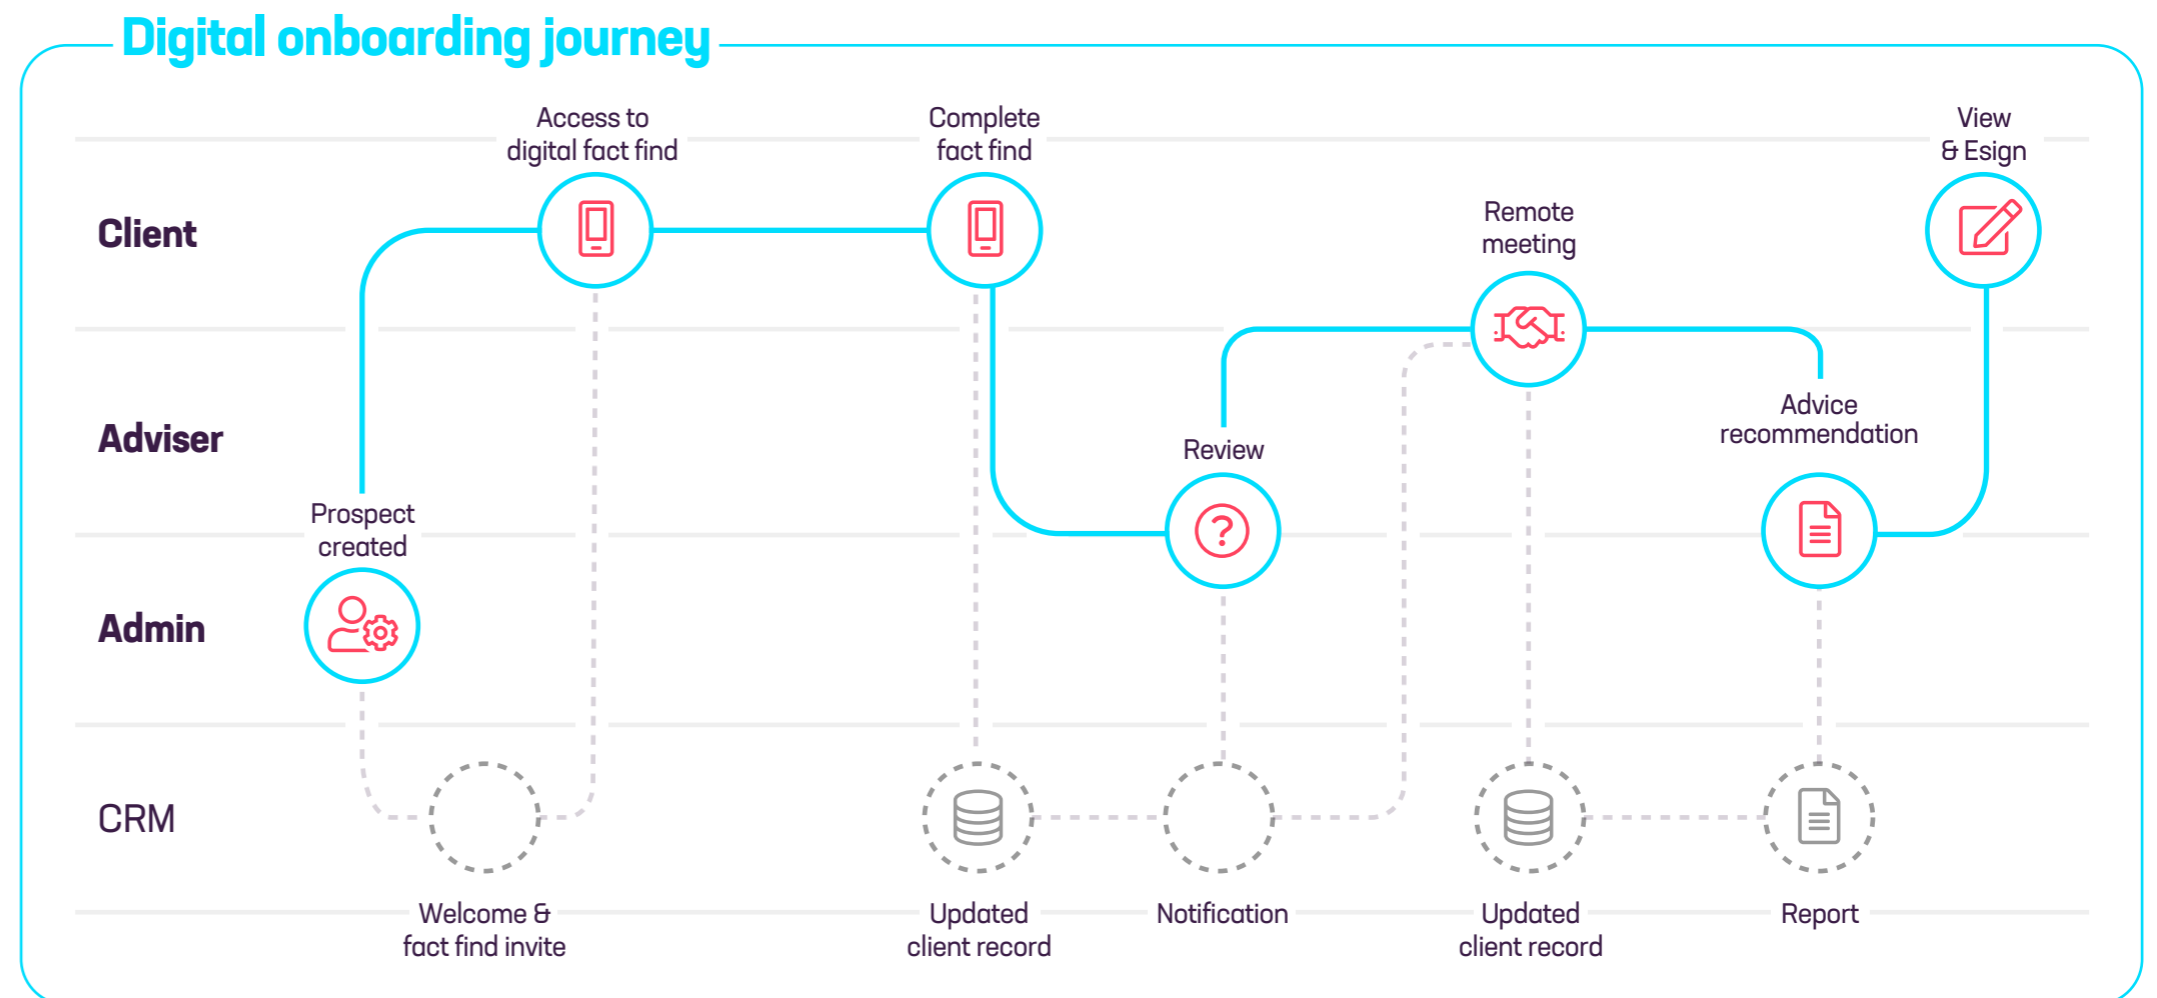 Digital onboarding journey
Access to
digital fact find
Complete
fact find
View
& Esign
Client
Remote
meeting
Adviser
Advice
recommendation
Review
Prospect
created
Admin
CRM
Welcome &
fact find invite
Updated
client record
Notification
Updated
client record
Report